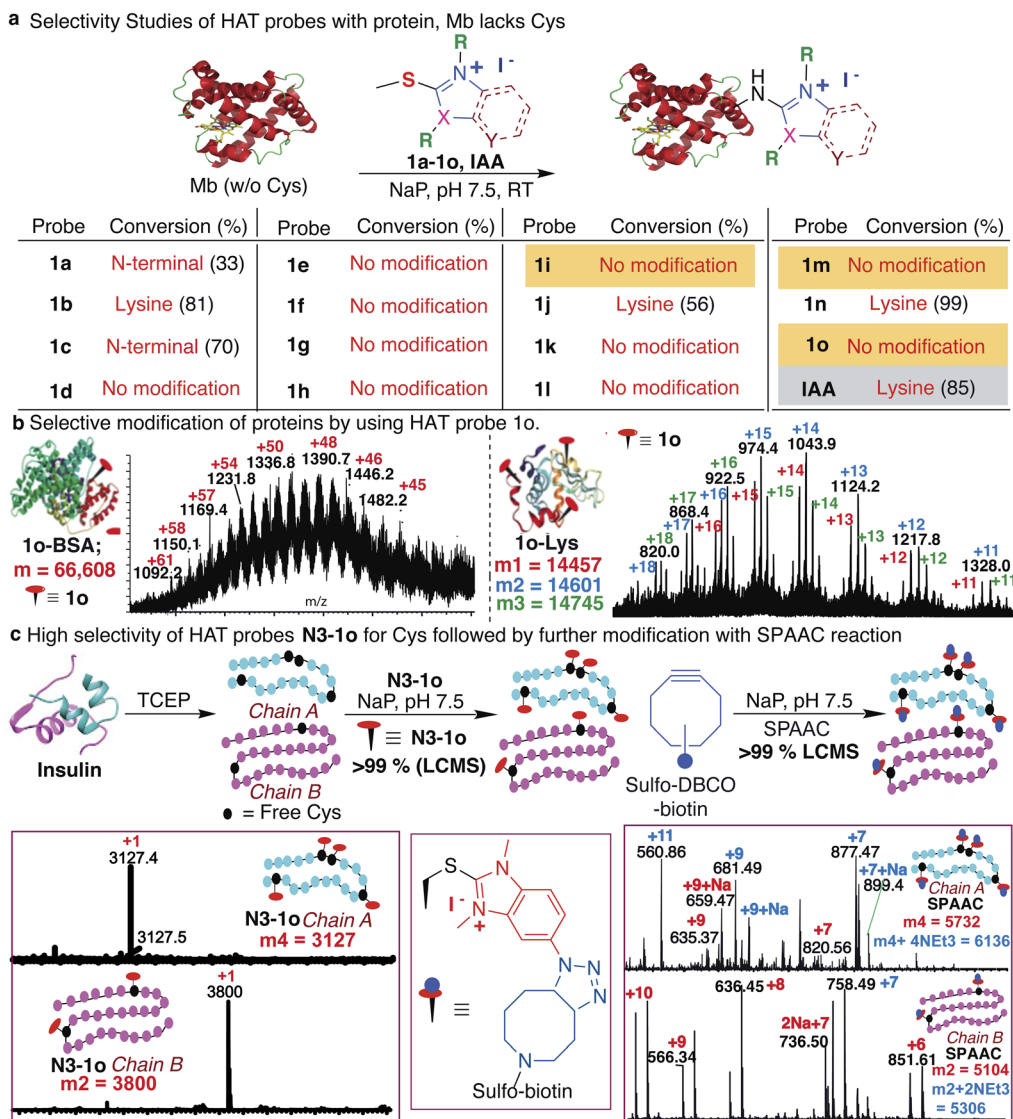 a Selectivity Studies of HAT probes with protein, Mb lacks Cys
R
S
N
+
I -
X
R
Y
Mb (w/o Cys)
1a-1o, IAA
NaP, pH 7.5, RT
H
N
R
N
+
I -
X
R
Y
Probe Conversion (%) Probe Conversion (%) Probe Conversion (%) Probe Conversion (%)
1a N-terminal (33) 1e No modification 1i No modification 1m No modification
1b Lysine (81) 1f No modification 1j Lysine (56) 1n Lysine (99)
1c N-terminal (70) 1g No modification 1k No modification 1o No modification
1d No modification 1h No modification 1l No modification IAA Lysine (85)
b Selective modification of proteins by using HAT probe 1o.
1o-BSA;
m = 66,608
≡ 1o
+61
1092.2
+58
1150.1
+57
1169.4
+54
1231.8
+50
1336.8
+48
1390.7
+46
1446.2
+45
1482.2
m/z
≡ 1o
1o-Lys
m1 = 14457
m2 = 14601
m3 = 14745
+18
+18
820.0
+17
+17
868.4
+16
+16
+16
922.5
+15
+15
974.4
+15
+14
+14
1043.9
+14
+13
+13
1124.2
+13
+12
+12
1217.8
+12
+11
+11
1328.0
+11
c High selectivity of HAT probes N3-1o for Cys followed by further modification with SPAAC reaction
Insulin
TCEP
Chain A
Chain B
= Free Cys
N3-1o
NaP, pH 7.5
≡ N3-1o
>99 % (LCMS)
Sulfo-DBCO
-biotin
NaP, pH 7.5
SPAAC
>99 % LCMS
+1
3127.4
3127.5
N3-1o Chain A
m4 = 3127
+1
3800
N3-1o Chain B
m2 = 3800
S
N
I-
N
+
N
N
N
≡
N
Sulfo-biotin
+11
560.86
+9
635.37
+9+Na
659.47
+9
681.49
+9+Na
+7
820.56
+7
877.47
+7+Na
899.4
Chain A
SPAAC
m4 = 5732
m4+ 4NEt3 = 6136
+10
+9
566.34
636.45
+8
2Na+7
736.50
758.49
+7
+6
851.61
Chain B
SPAAC
m2 = 5104
m2+2NEt3
= 5306